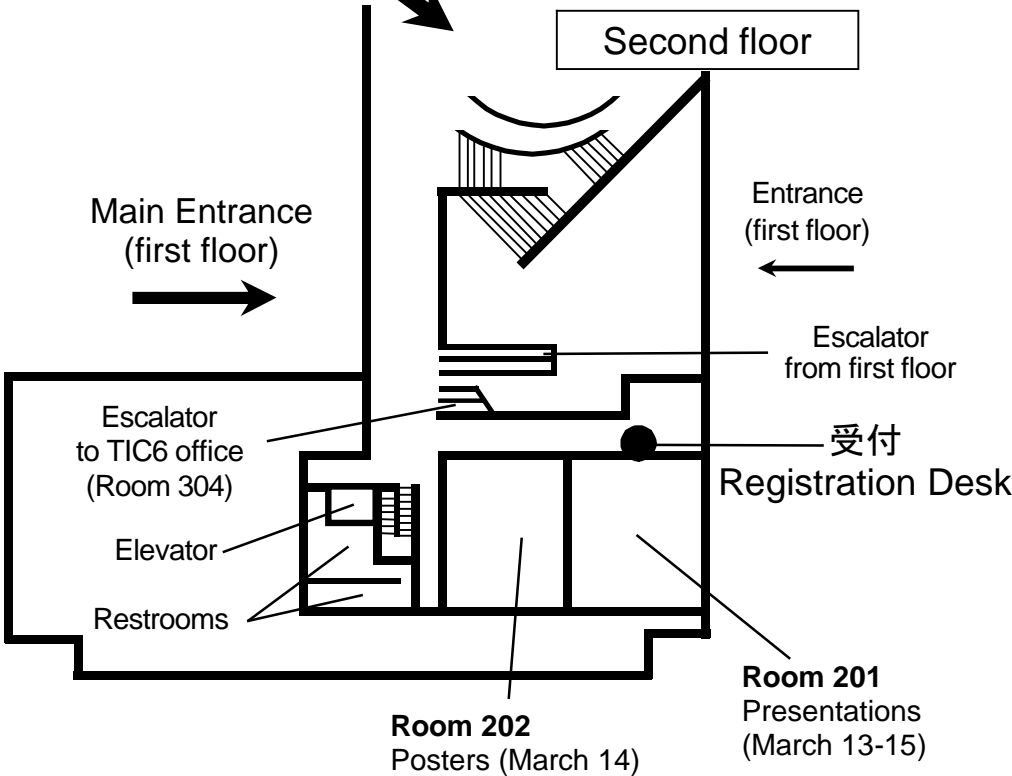 Second floor
Main Entrance
(first floor)
Entrance
(first floor)
Escalator
from first floor
Escalator
to TIC6 office
(Room 304)
受付
Registration Desk
Elevator
Restrooms
Room 201
Presentations
(March 13-15)
Room 202
Posters (March 14)